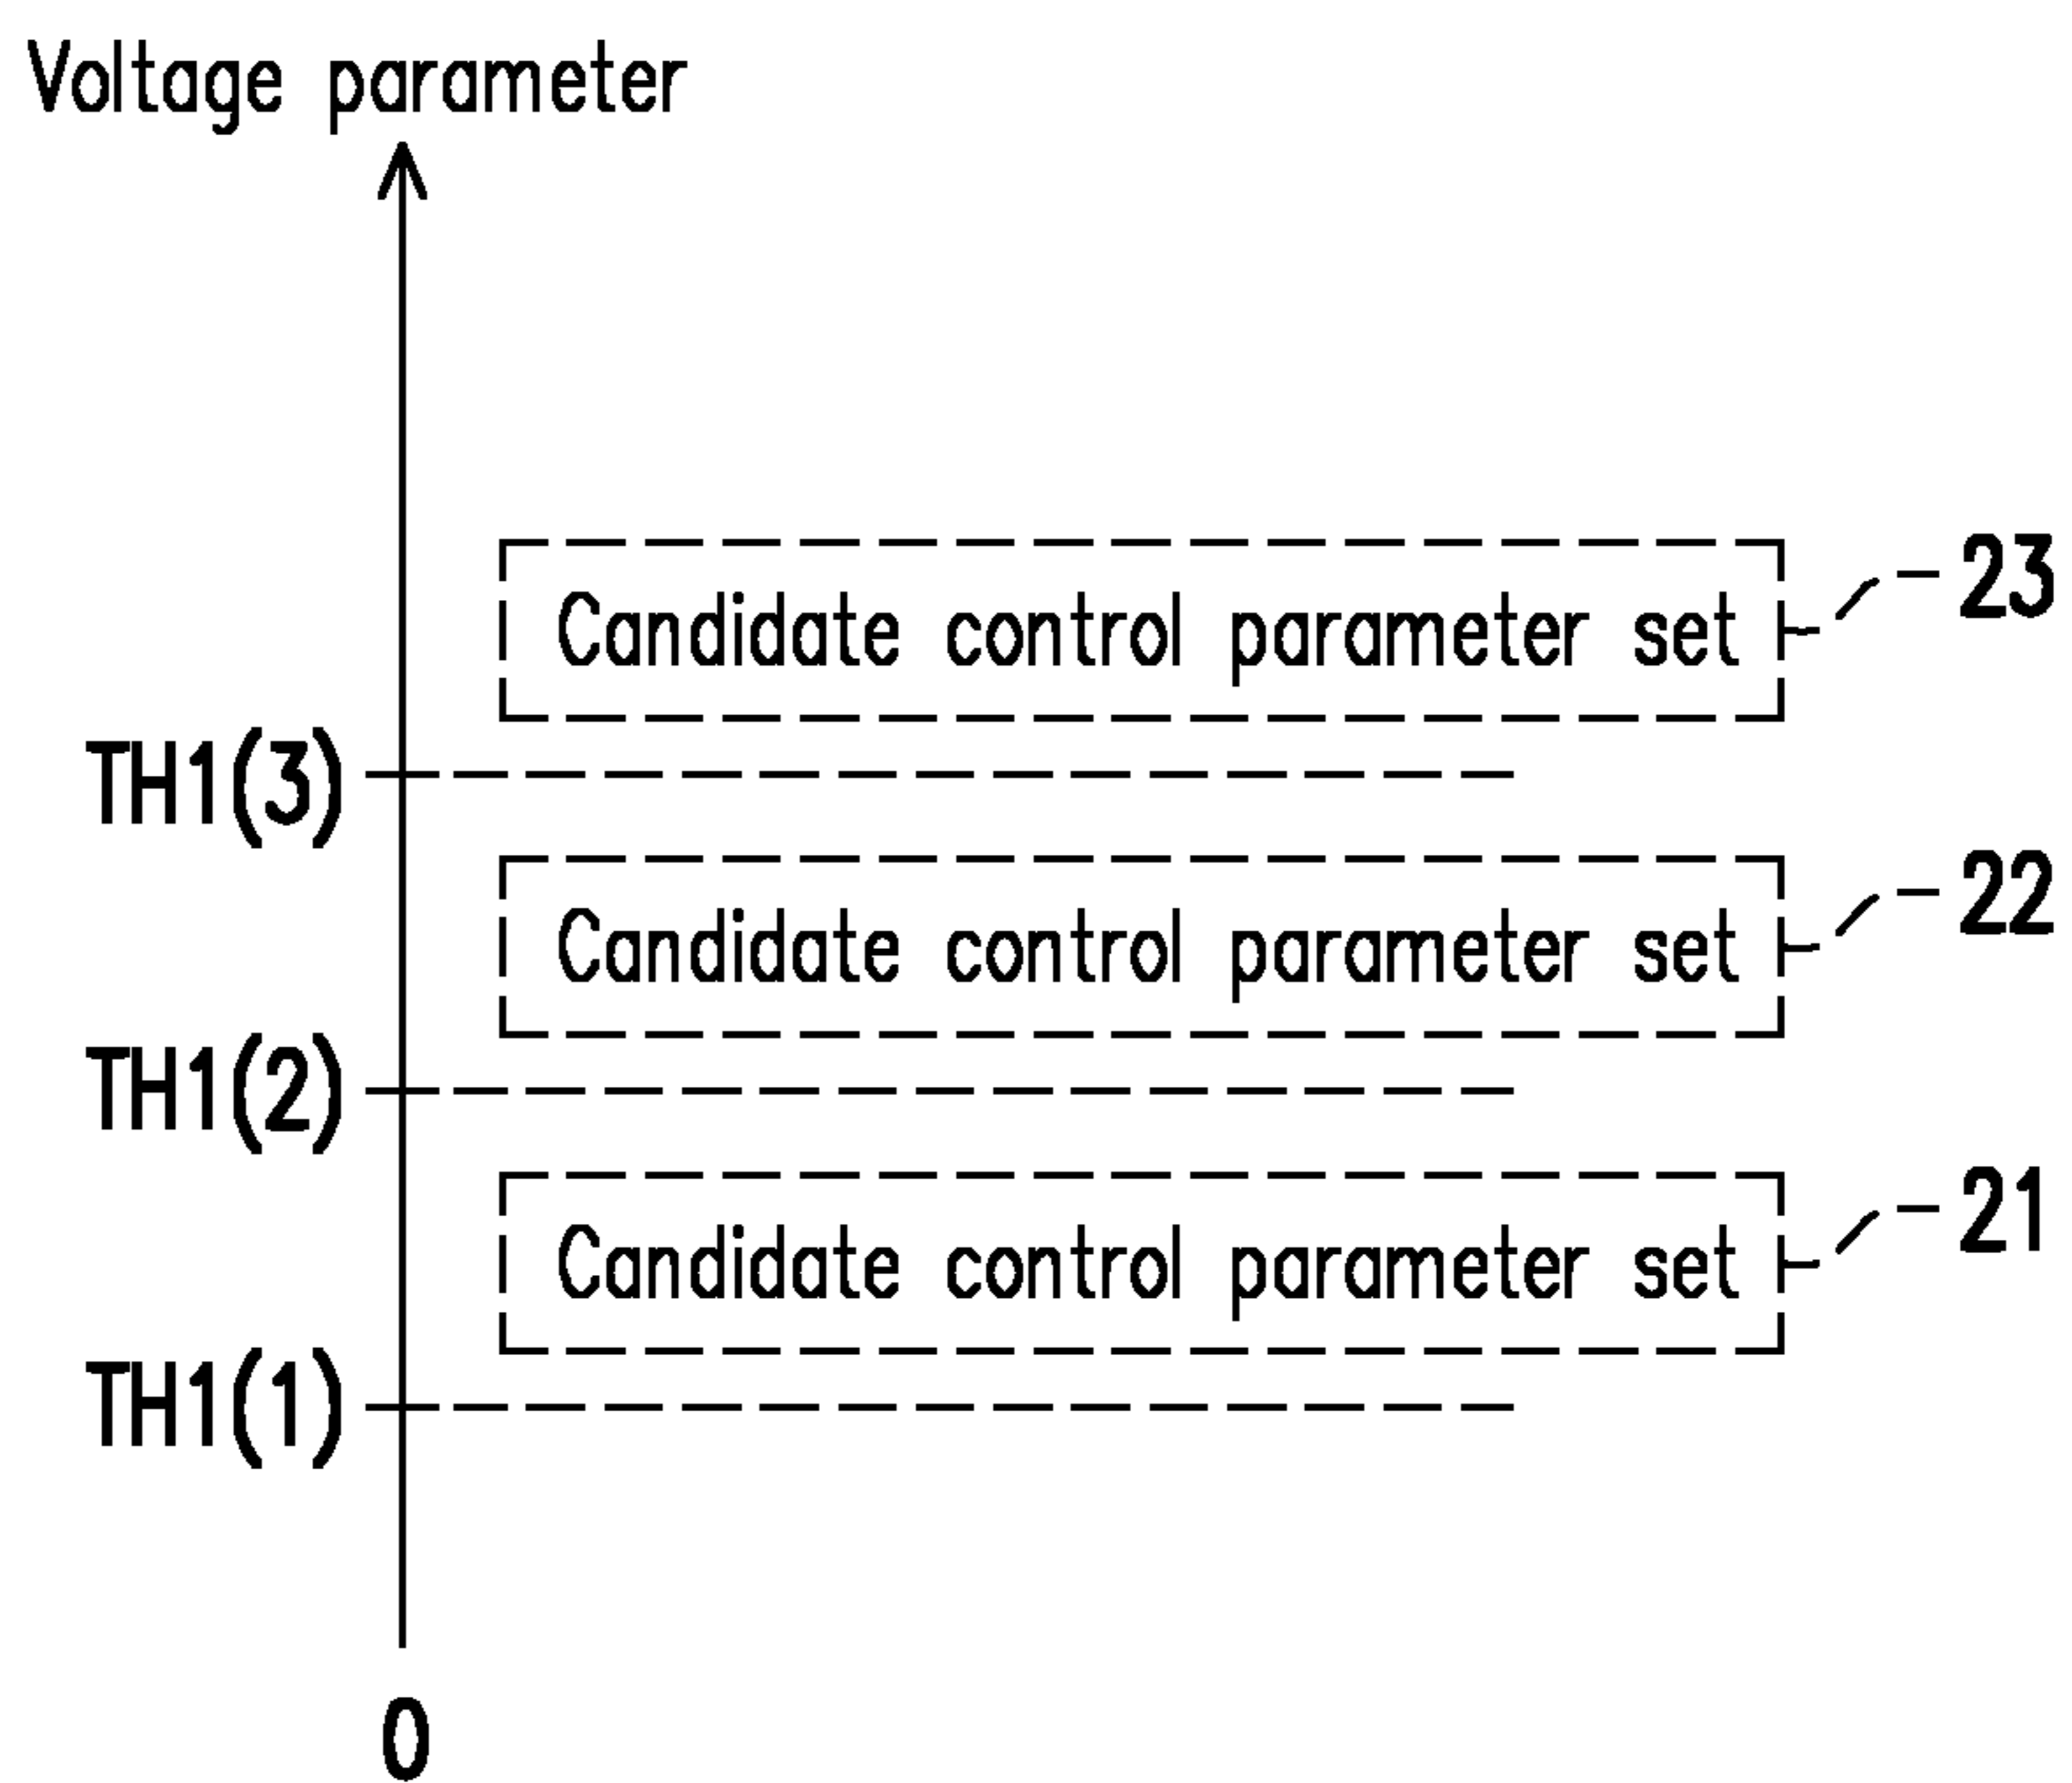 Voltage parameter
Candidate control parameter set 23
TH1(3)
Candidate control parameter set 22
TH1(2)
Candidate control parameter set 21
TH1(1)
0